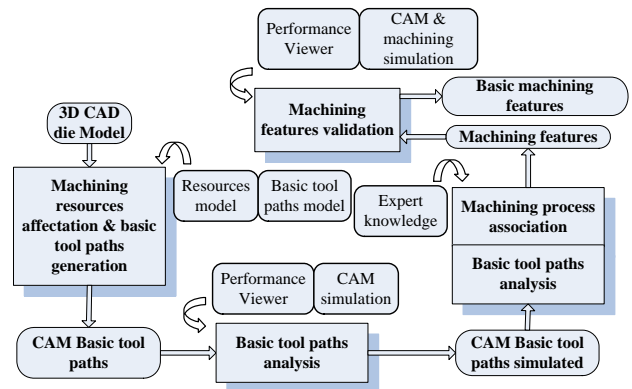 Performance
Viewer
CAM &
machining
simulation
3D CAD
die Model
Machining
features validation
Basic machining
features
Machining features
Machining
resources
affectation & basic
tool paths
generation
Resources
model
Basic tool
paths model
Expert
knowledge
Machining process
association
Basic tool paths
analysis
Performance
Viewer
CAM
simulation
CAM Basic tool
paths
Basic tool paths
analysis
CAM Basic tool
paths simulated